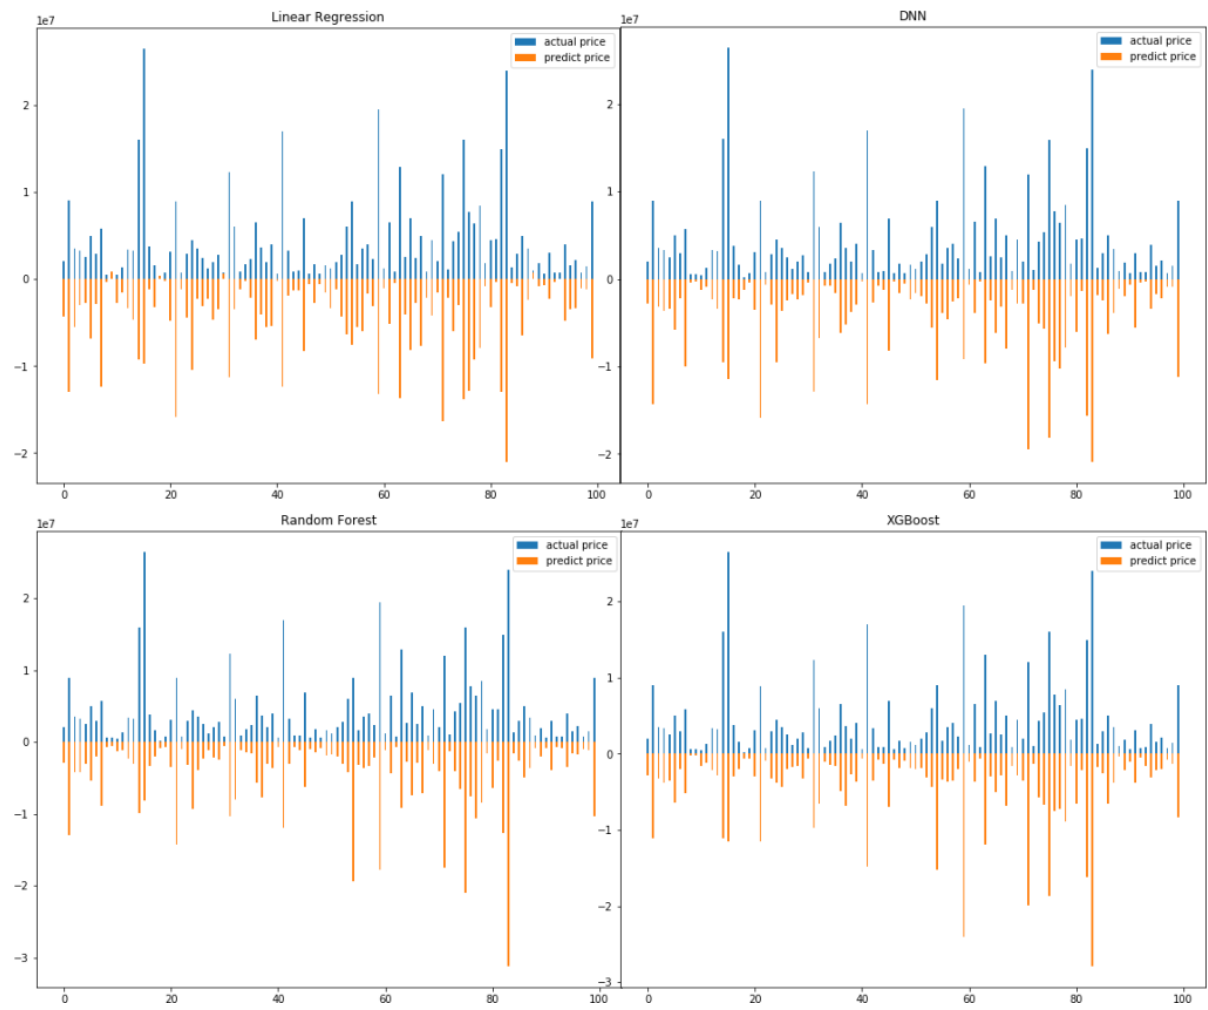 Linear Regression
1e7
actual price
predict price
2
1
0
−1
−2
0
20
40
60
80
100
DNN
1e7
actual price
predict price
2
1
0
−1
−2
0
20
40
60
80
100
Random Forest
1e7
actual price
predict price
2
1
0
−1
−2
−3
0
20
40
60
80
100
XGBoost
1e7
actual price
predict price
2
1
0
−1
−2
−3
0
20
40
60
80
100